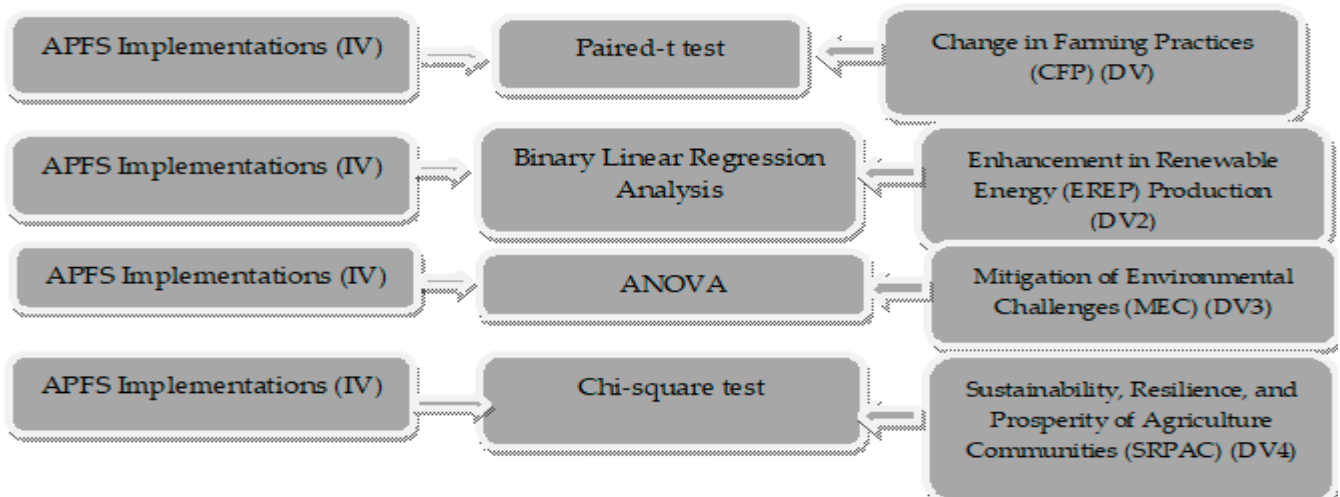 APFS Implementations (IV)
Paired-t test
Change in Farming Practices
(CFP) (DV)
APFS Implementations (IV)
Binary Linear Regression
Analysis
Enhancement in Renewable
Energy (EREP) Production
(DV2)
APFS Implementations (IV)
ANOVA
Mitigation of Environmental
Challenges (MEC) (DV3)
APFS Implementations (IV)
Chi-square test
Sustainability, Resilience, and
Prosperity of Agriculture
Communities (SRPAC) (DV4)